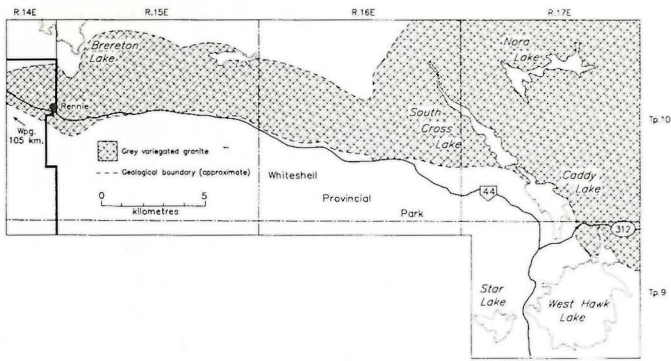 R.14E
R.15E
R.16E
R.17E
Brereton
Lake
Nora
Lake
Rennie
Wpg.
105 km.
South
Cross
Lake
Tp.10
Grey variegated granite
Geological boundary (approximate)
Whiteshell
Caddy
Lake
0 5
kilometres
Provincial
44
Park
312
Star
Lake
West Hawk
Lake
Tp.9